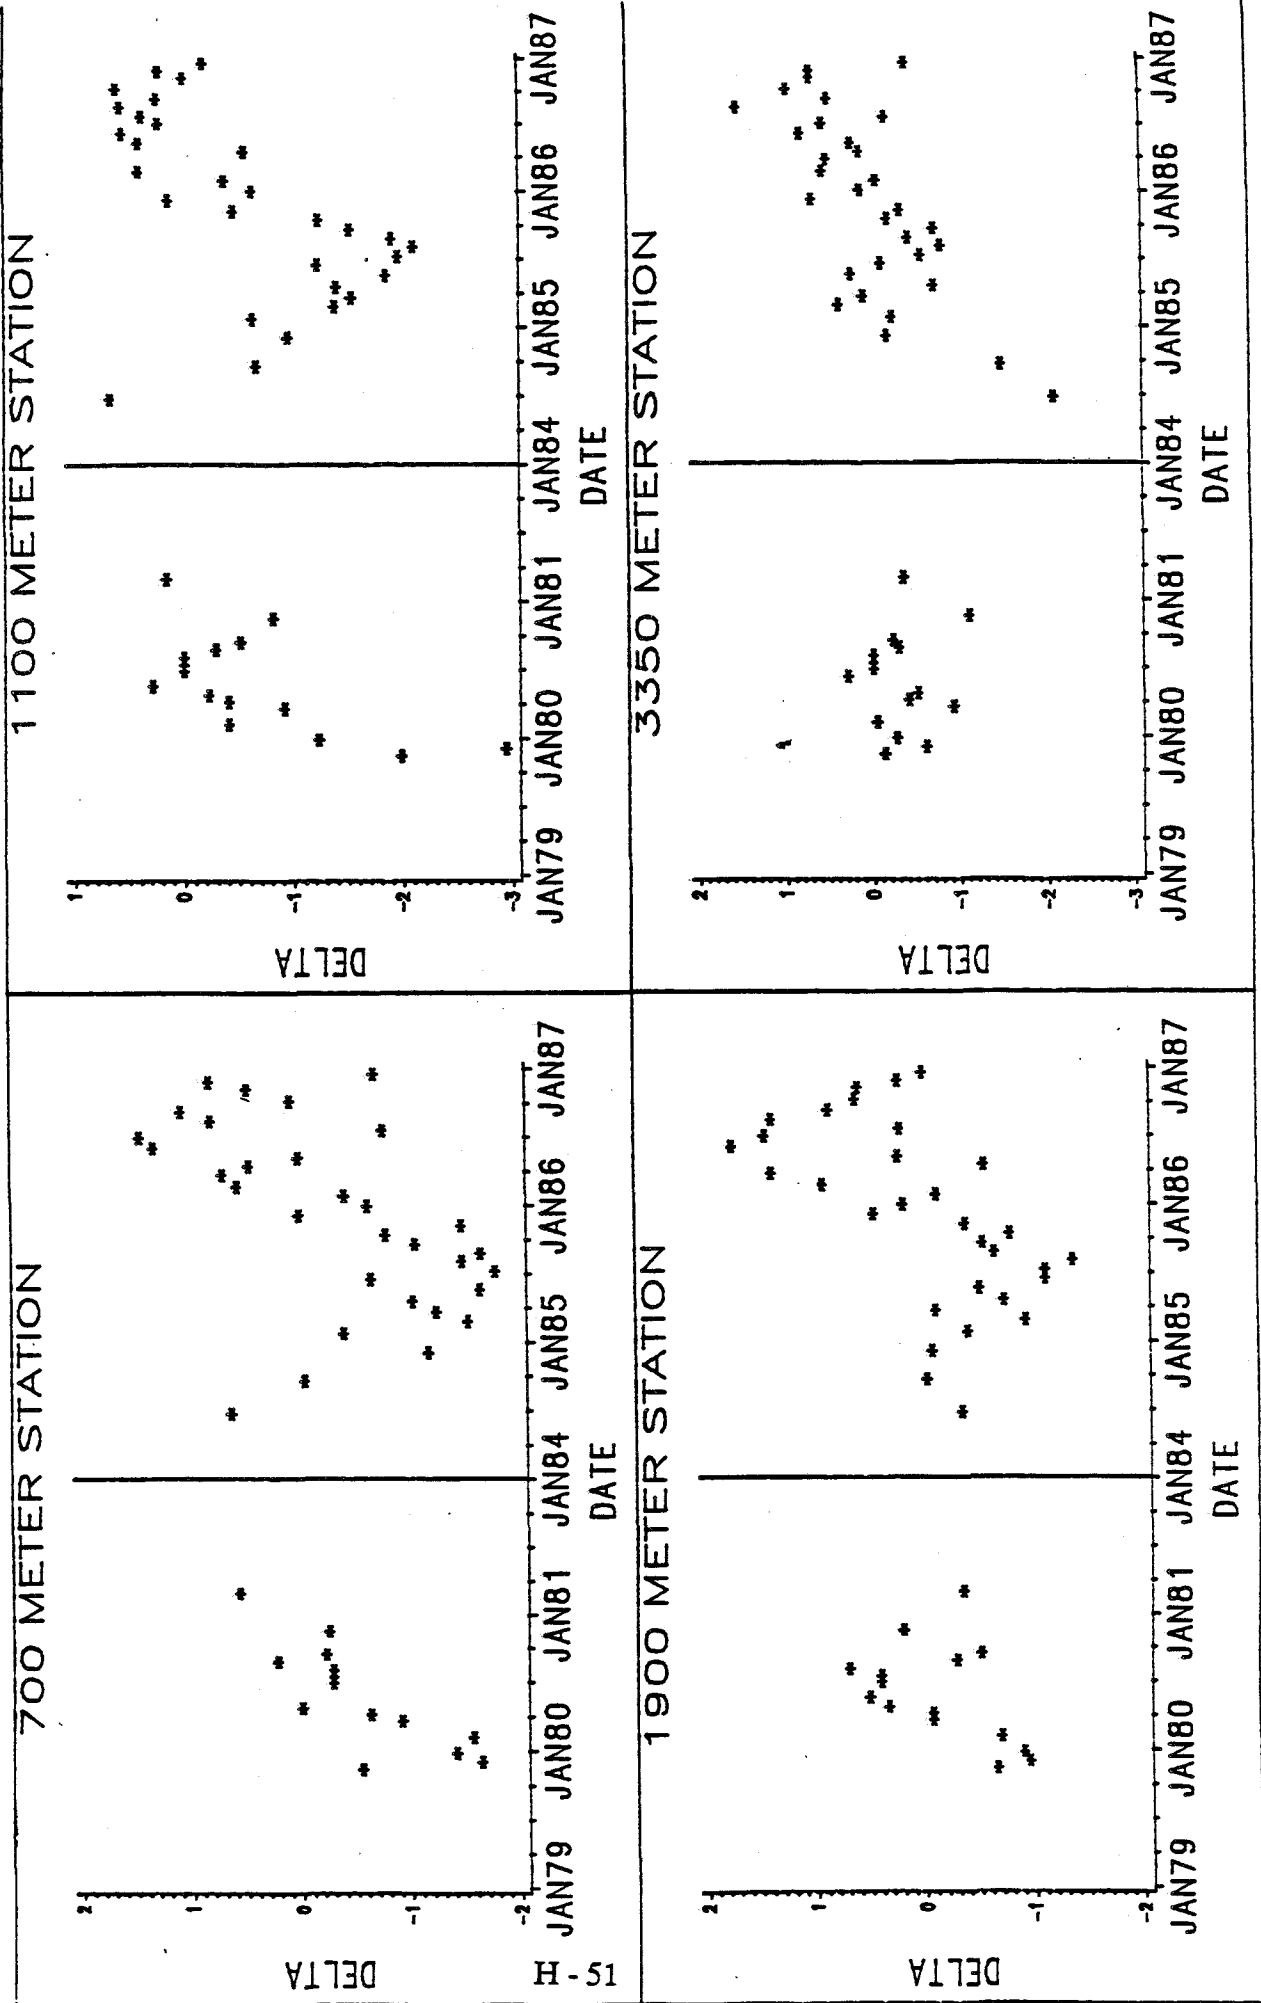 700 METER STATION
DELTA
2
1
0
-1
-2
JAN79 JAN80 JAN81 JAN84 JAN85 JAN86 JAN87
DATE
1100 METER STATION
DELTA
1
0
-1
-2
-3
JAN79 JAN80 JAN81 JAN84 JAN85 JAN86 JAN87
DATE
1900 METER STATION
DELTA
2
1
0
-1
-2
JAN79 JAN80 JAN81 JAN84 JAN85 JAN86 JAN87
DATE
3350 METER STATION
DELTA
2
1
0
-1
-2
-3
JAN79 JAN80 JAN81 JAN84 JAN85 JAN86 JAN87
DATE
H-51